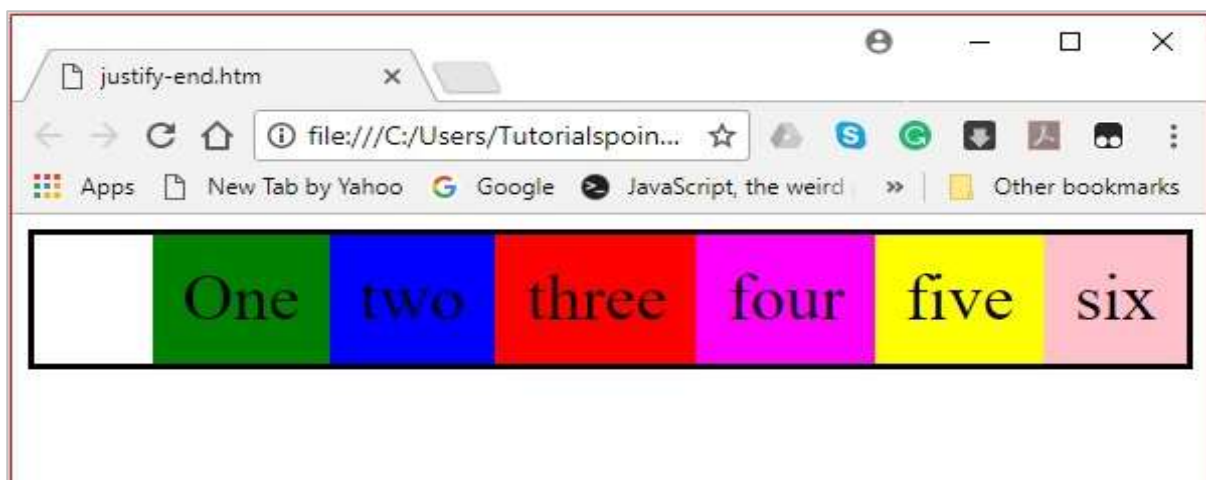 justify-end.htm
file:///C:/Users/Tutorialspoin...
Apps New Tab by Yahoo Google JavaScript, the weird » Other bookmarks
One two three four five six